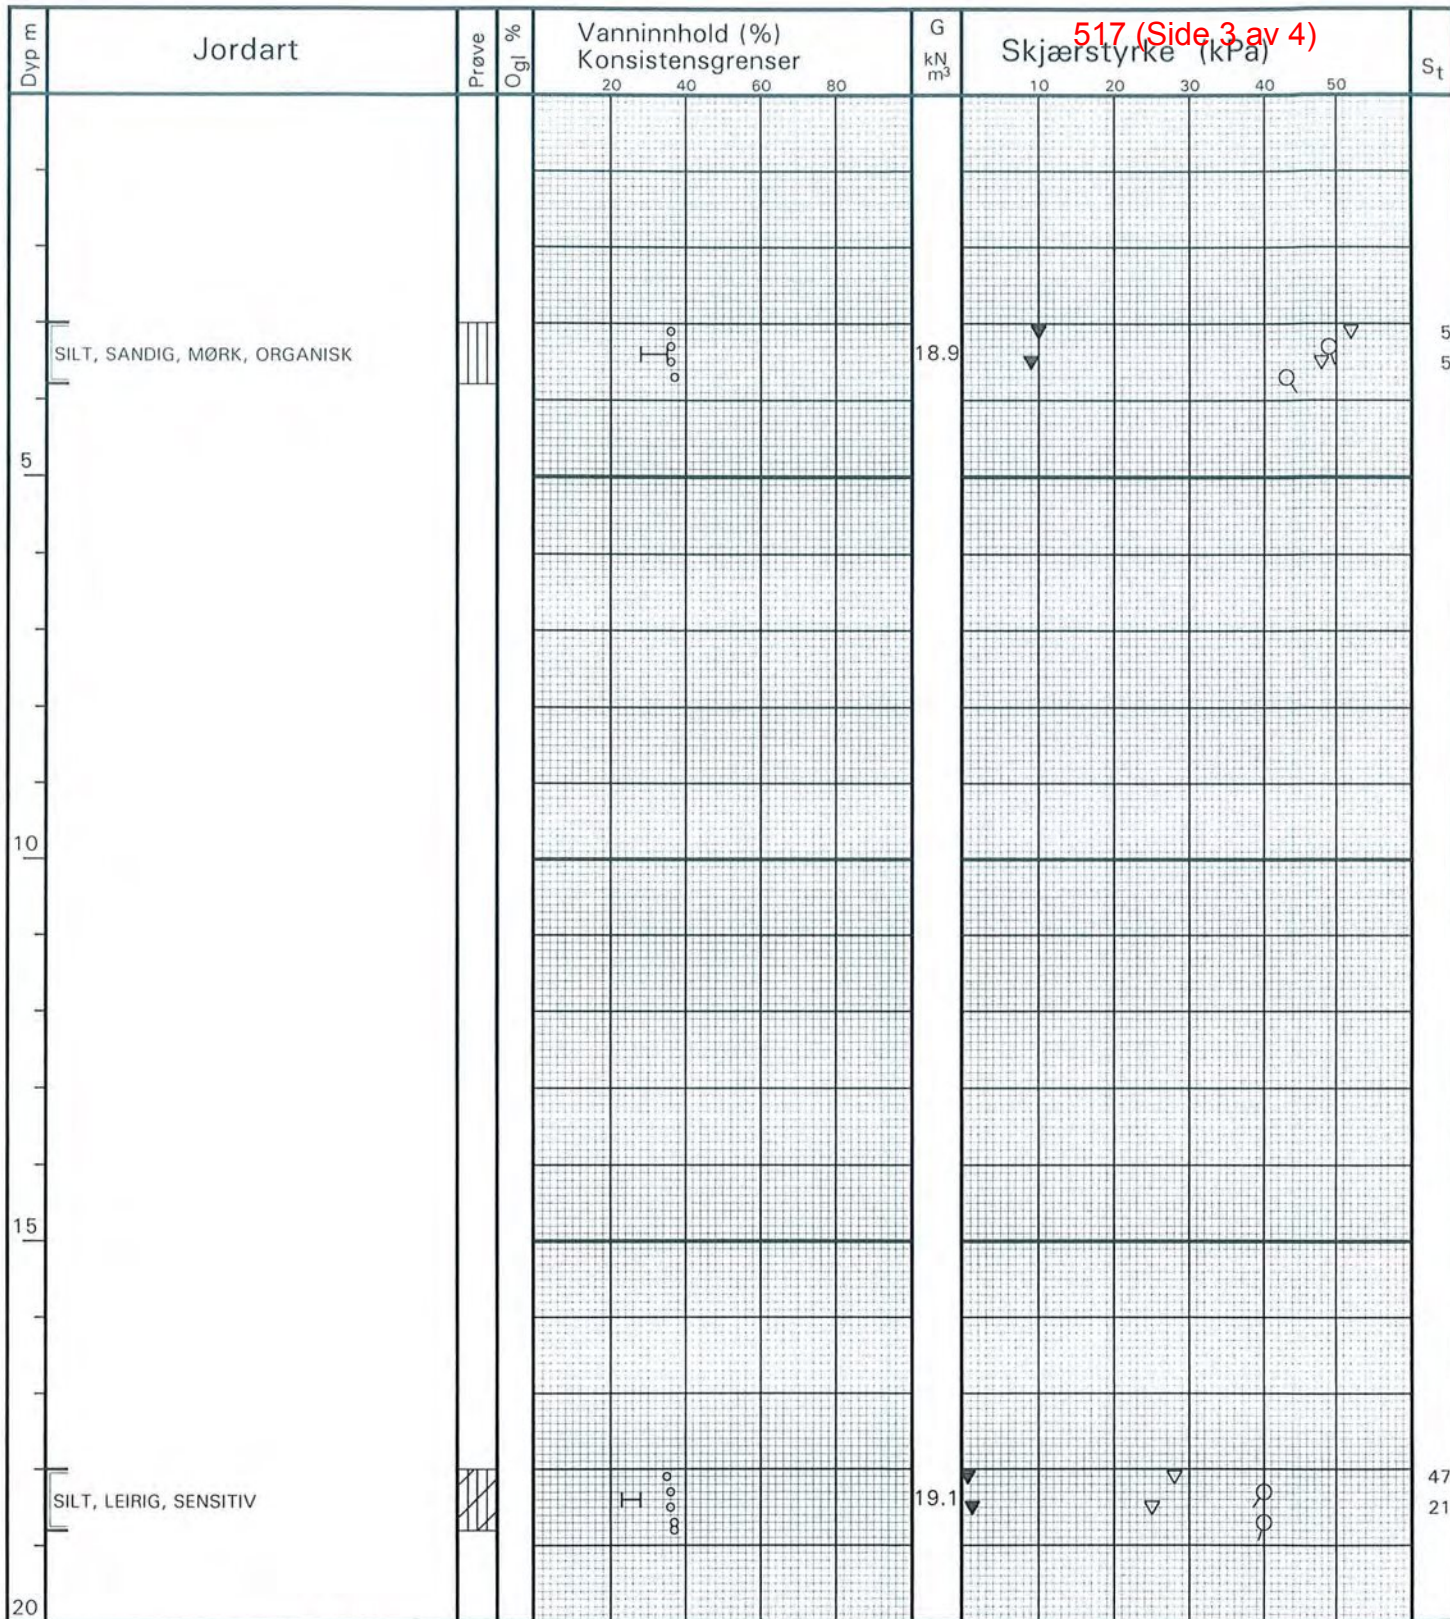 517 (Side 3 av 4)
Dyp m
Jordart
Prøve
Ogl %
Vanninnhold (%)
Konsistensgrenser
20 40 60 80
G
kN
m³
Skjærstyrke (kPa)
10 20 30 40 50
St
5
SILT, SANDIG, MØRK, ORGANISK
18.9
5
5
10
15
47
SILT, LEIRIG, SENSITIV
19.1
21
20